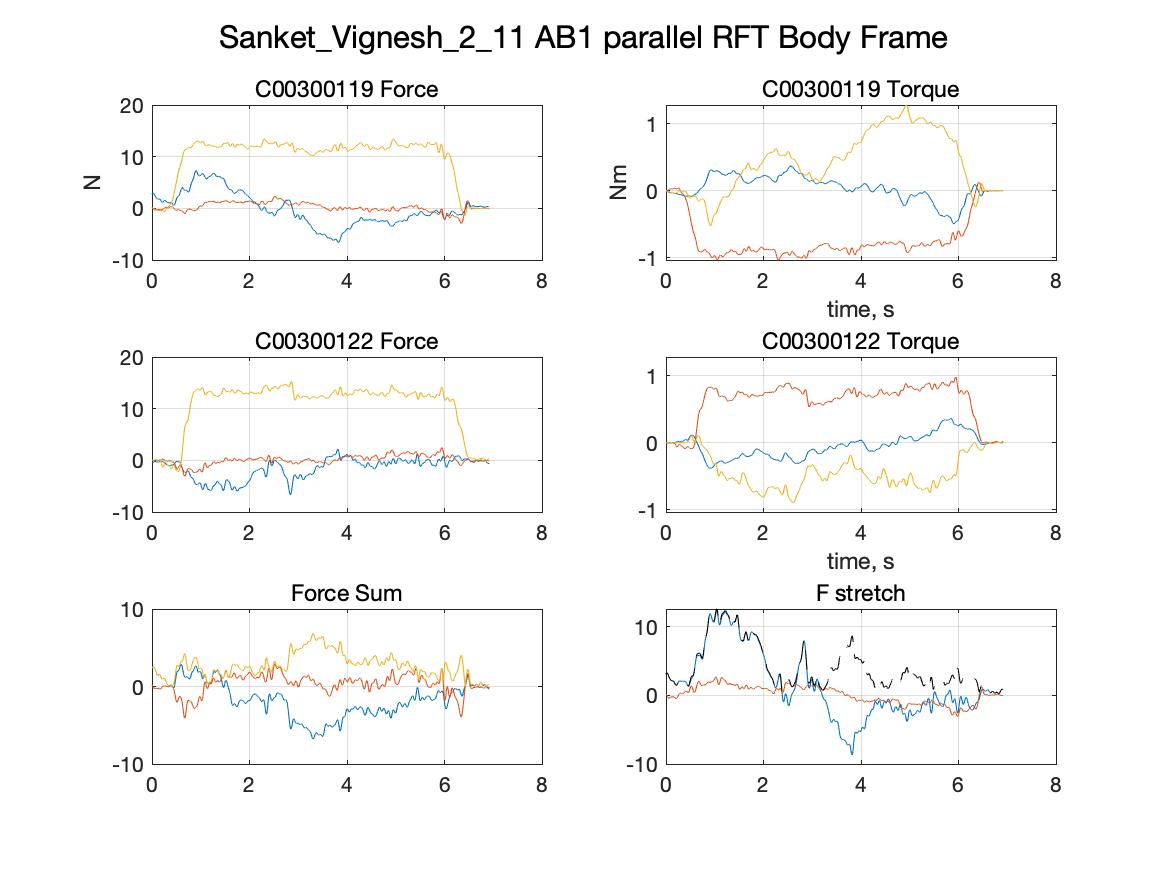 Sanket_Vignesh_2_11 AB1 parallel RFT Body Frame
C00300119 Force
20
10
0
-10
N
0 2 4 6 8
C00300119 Torque
1
0
-1
Nm
0 2 4 6 8
time, s
C00300122 Force
20
10
0
-10
0 2 4 6 8
C00300122 Torque
1
0
-1
0 2 4 6 8
time, s
Force Sum
10
0
-10
0 2 4 6 8
F stretch
10
0
-10
0 2 4 6 8